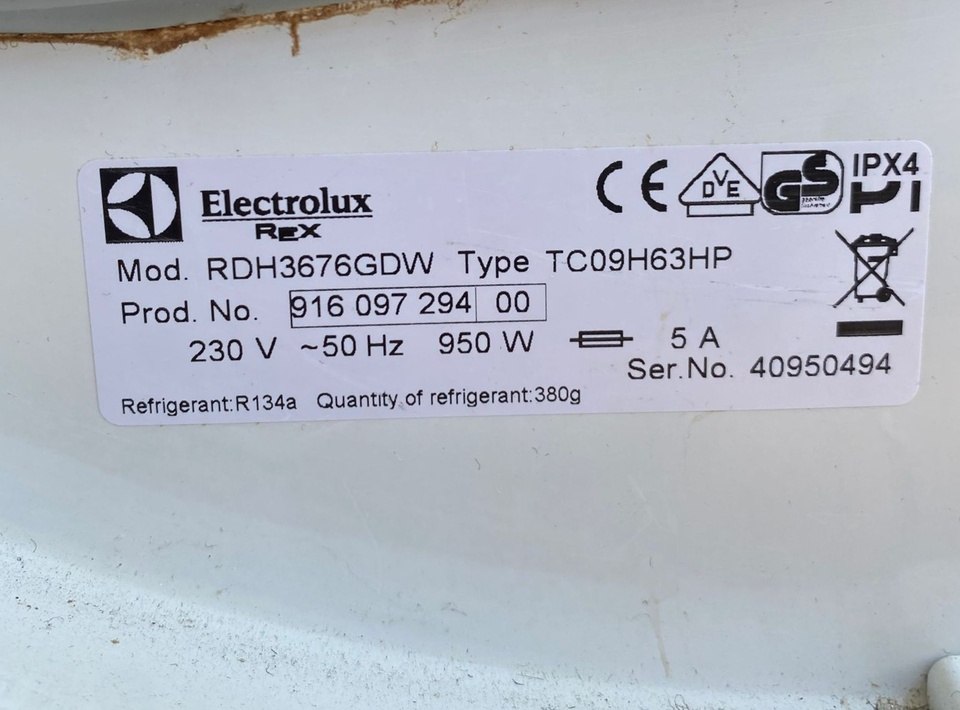 Electrolux
REX
CE DVE GS IPX4
Mod. RDH3676GDW Type TC09H63HP
Prod. No. 916 097 294 00
230 V ~50 Hz 950 W 5 A
Ser.No. 40950494
Refrigerant:R134a Quantity of refrigerant:380g